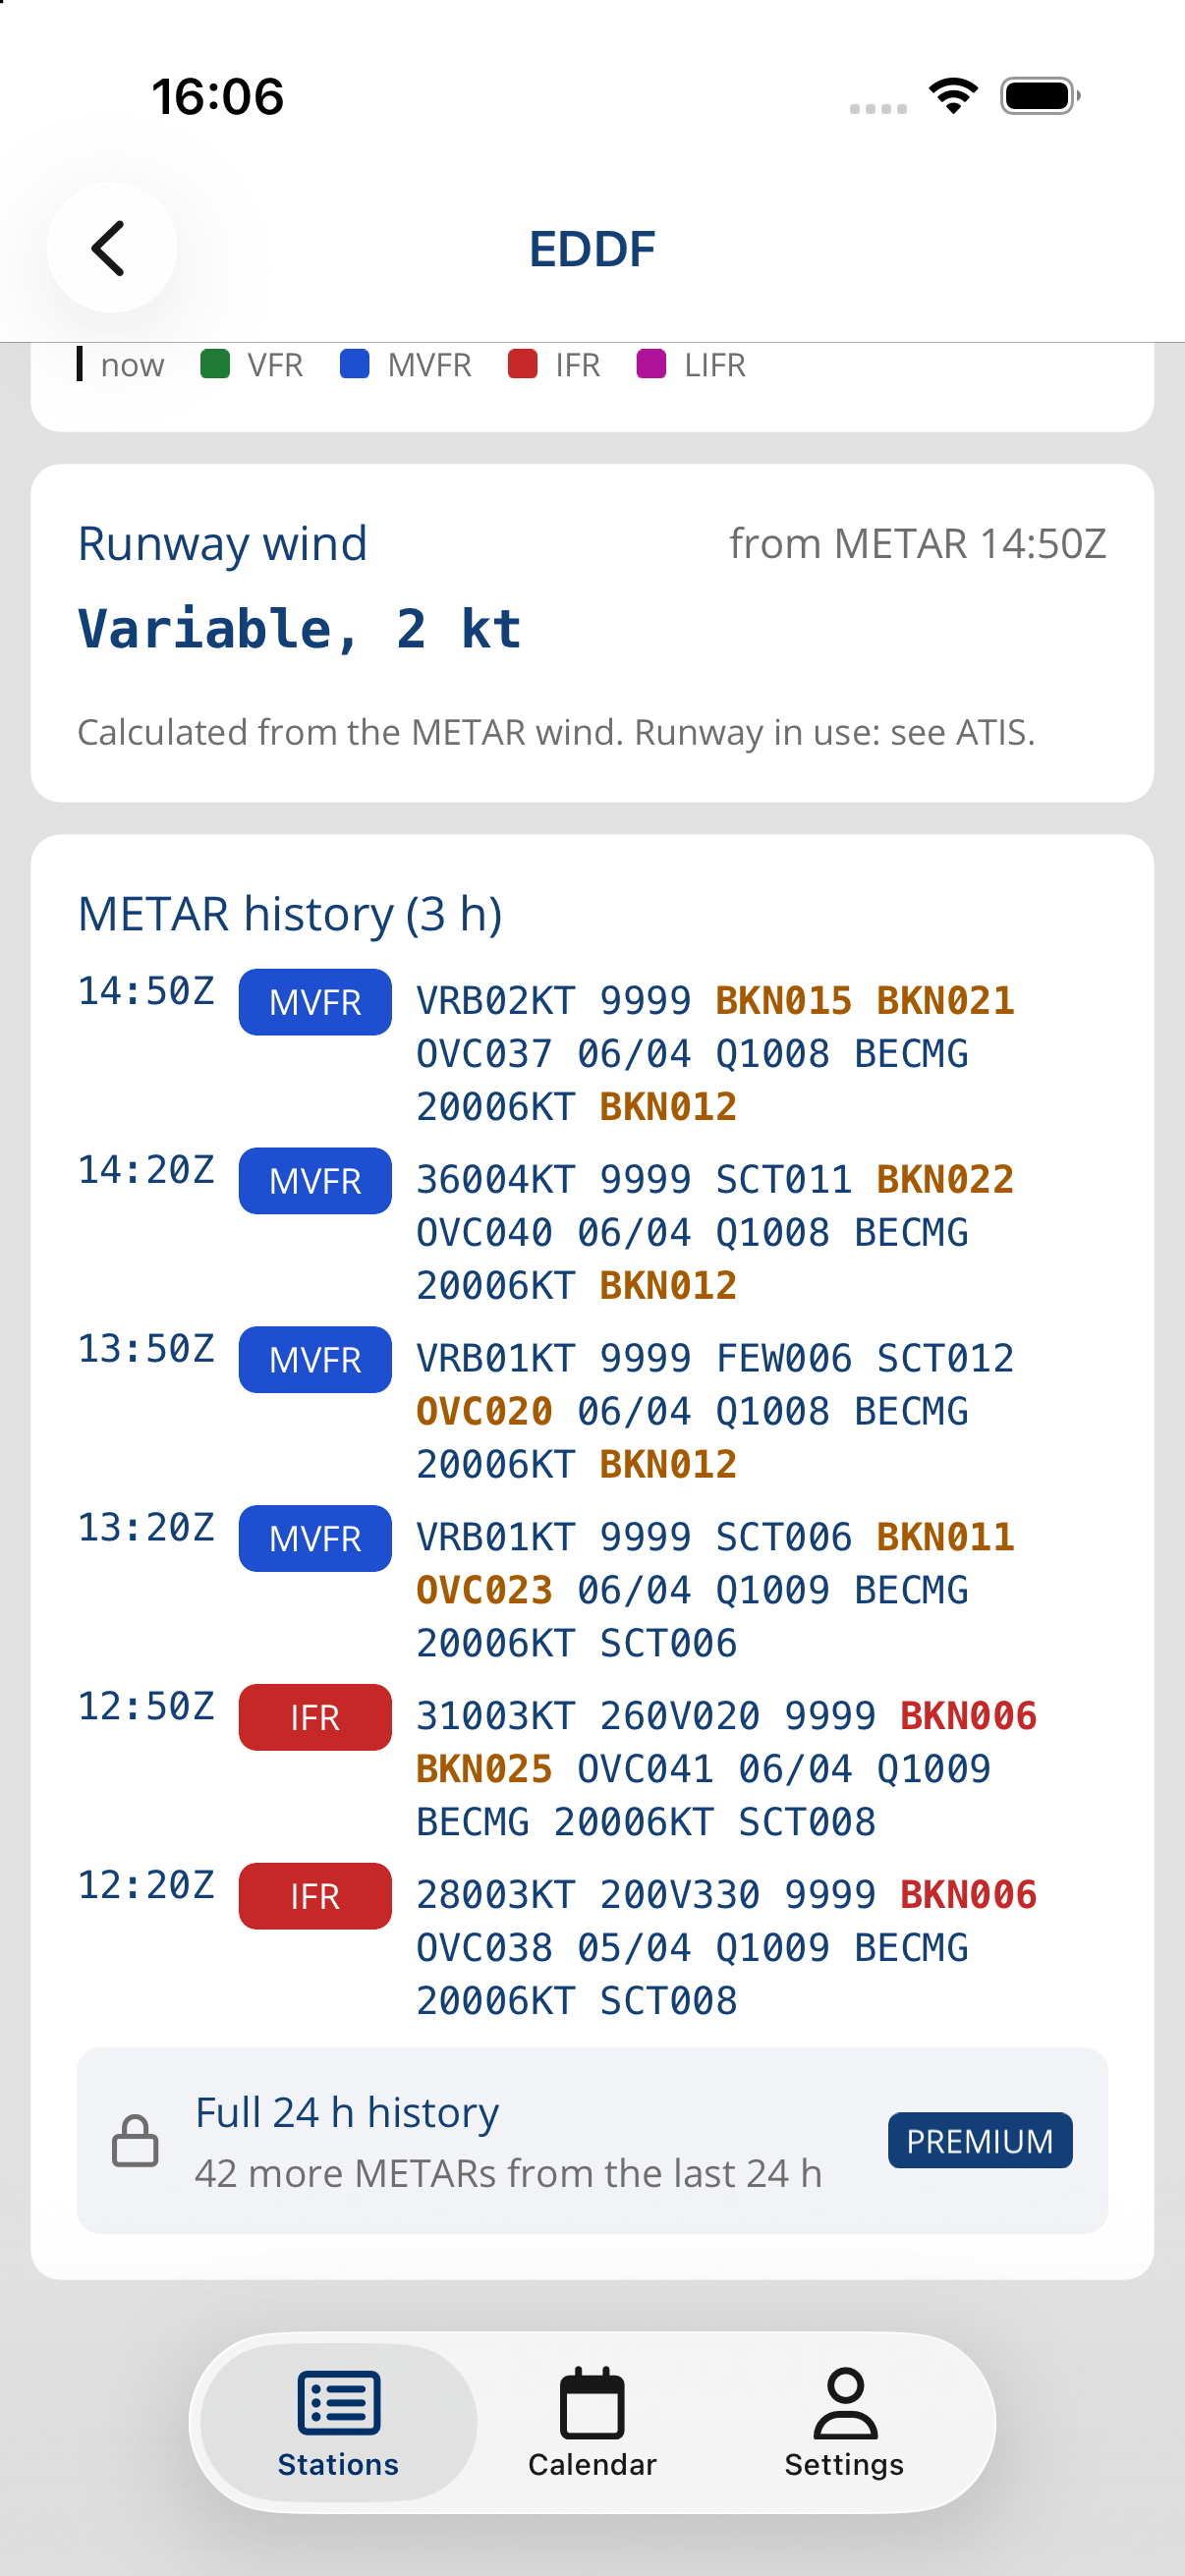 16:06
EDDF
now VFR MVFR IFR LIFR
Runway wind from METAR 14:50Z
Variable, 2 kt
Calculated from the METAR wind. Runway in use: see ATIS.
METAR history (3 h)
14:50Z MVFR VRB02KT 9999 BKN015 BKN021
OVC037 06/04 Q1008 BECMG
20006KT BKN012
14:20Z MVFR 36004KT 9999 SCT011 BKN022
OVC040 06/04 Q1008 BECMG
20006KT BKN012
13:50Z MVFR VRB01KT 9999 FEW006 SCT012
OVC020 06/04 Q1008 BECMG
20006KT BKN012
13:20Z MVFR VRB01KT 9999 SCT006 BKN011
OVC023 06/04 Q1009 BECMG
20006KT SCT006
12:50Z IFR 31003KT 260V020 9999 BKN006
BKN025 OVC041 06/04 Q1009
BECMG 20006KT SCT008
12:20Z IFR 28003KT 200V330 9999 BKN006
OVC038 05/04 Q1009 BECMG
20006KT SCT008
Full 24 h history
42 more METARs from the last 24 h
PREMIUM
Stations Calendar Settings